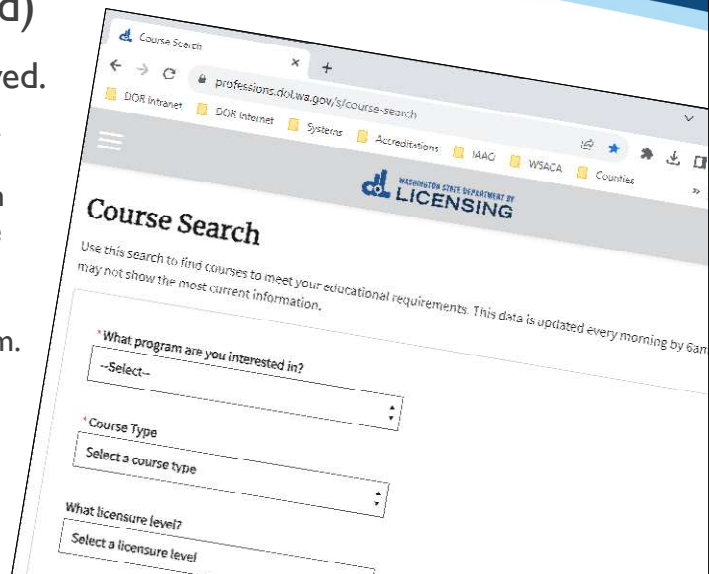 d)
ved.
m.
Course Search
professions.dol.wa.gov/s/course-search
DOR Intranet DOR Internet Systems Accreditations IAAO WSACA Counties
WASHINGTON STATE DEPARTMENT OF
dol LICENSING
Course Search
Use this search to find courses to meet your educational requirements. This data is updated every morning by 6am
may not show the most current information.
*What program are you interested in?
--Select--
*Course Type
Select a course type
What licensure level?
Select a licensure level